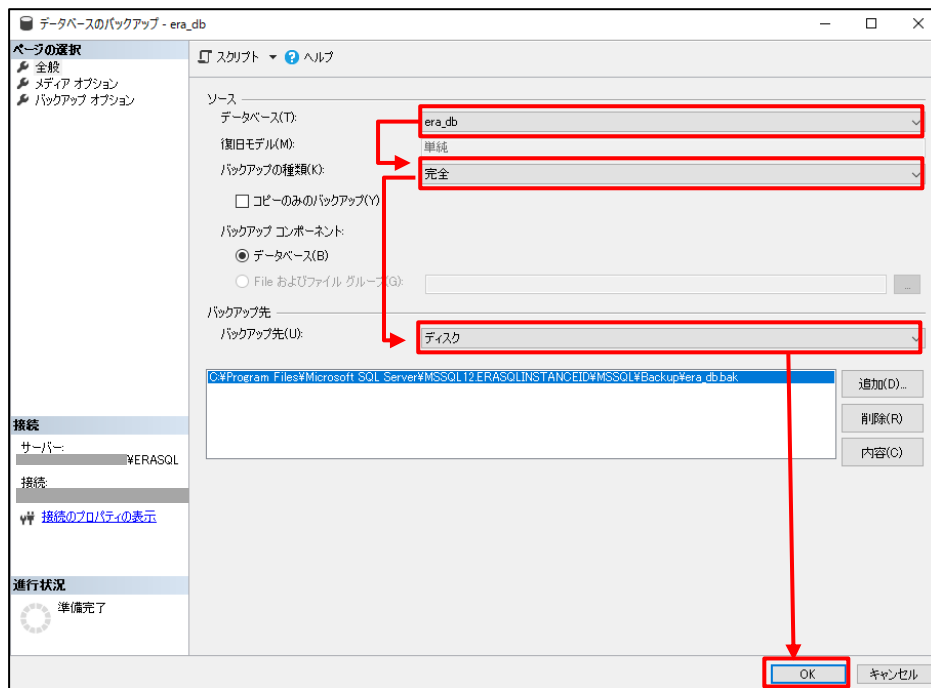 データベースのバックアップ - era_db
ページの選択
全般
メディア オプション
バックアップ オプション
スクリプト
ヘルプ
ソース
データベース(T):
era_db
復旧モデル(M):
単純
バックアップの種類(K):
完全
コピーのみのバックアップ(Y)
バックアップ コンポーネント:
データベース(B)
File およびファイル グループ(G):
...
バックアップ先
バックアップ先(U):
ディスク
C:¥Program Files¥Microsoft SQL Server¥MSSQL12.ERASQLINSTANCEID¥MSSQL¥Backup¥era_db.bak
追加(D)...
削除(R)
内容(C)
接続
サーバー:
¥ERASQL
接続:
接続のプロパティの表示
進行状況
準備完了
OK
キャンセル